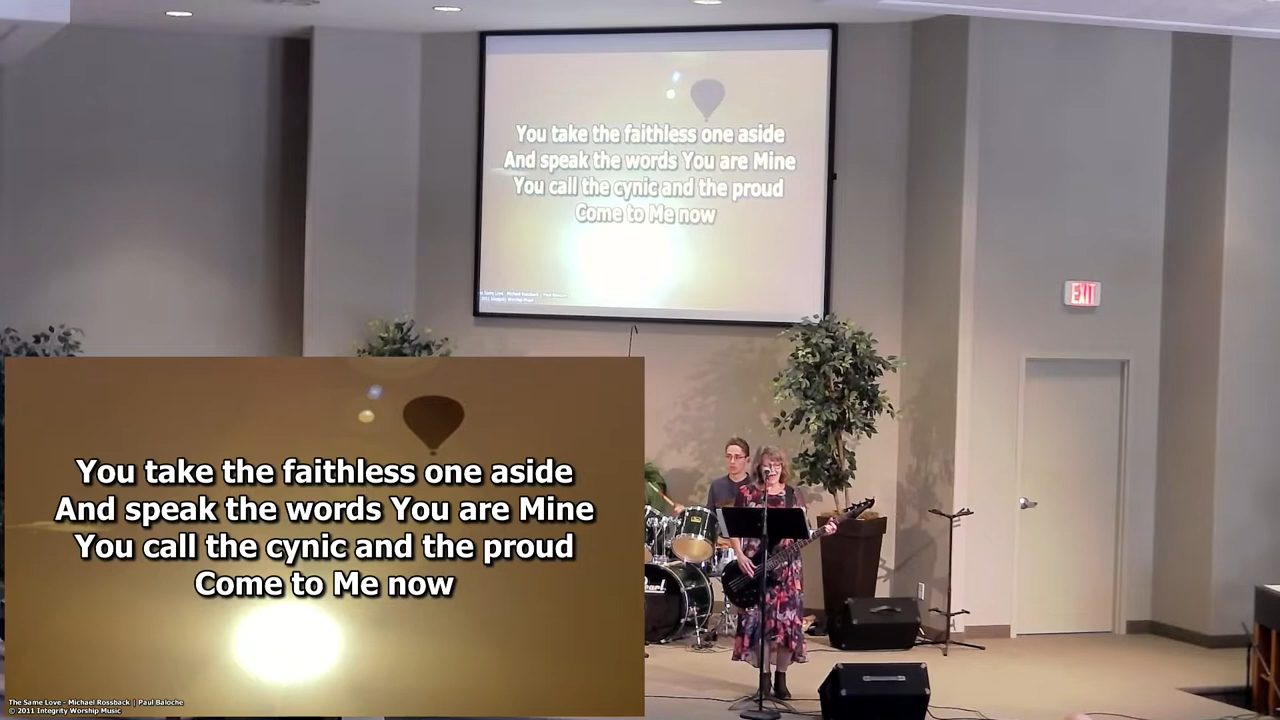 You take the faithless one aside
And speak the words You are Mine
You call the cynic and the proud
Come to Me now
EXIT
You take the faithless one aside
And speak the words You are Mine
You call the cynic and the proud
Come to Me now
The Same Love - Michael Rossback || Paul Baloche
© 2011 Integrity Worship Music